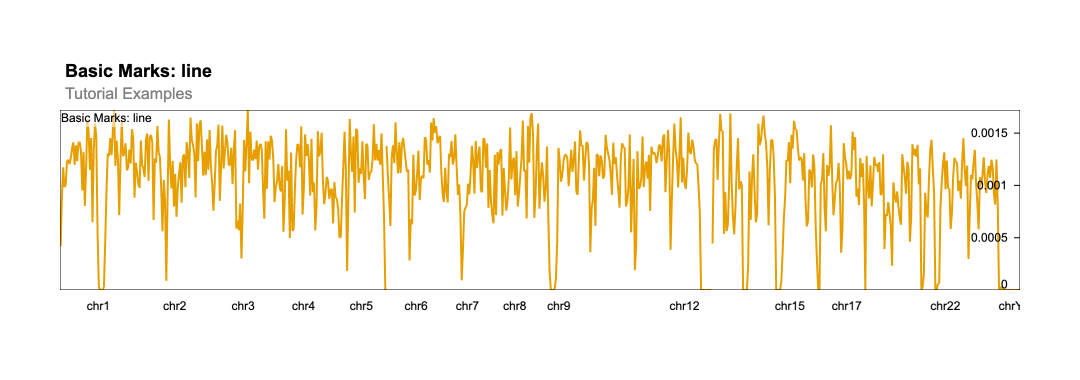 Basic Marks: line
Tutorial Examples
Basic Marks: line
0.0015
0.001
0.0005
0
chr1 chr2 chr3 chr4 chr5 chr6 chr7 chr8 chr9 chr12 chr15 chr17 chr22 chrY